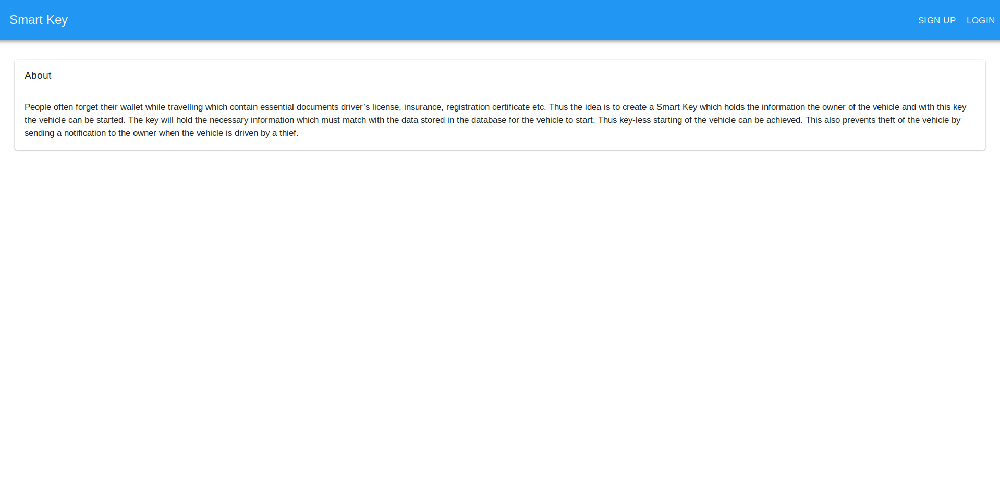 Smart Key
SIGN UP LOGIN
About
People often forget their wallet while travelling which contain essential documents driver’s license, insurance, registration certificate etc. Thus the idea is to create a Smart Key which holds the information the owner of the vehicle and with this key
the vehicle can be started. The key will hold the necessary information which must match with the data stored in the database for the vehicle to start. Thus key-less starting of the vehicle can be achieved. This also prevents theft of the vehicle by
sending a notification to the owner when the vehicle is driven by a thief.